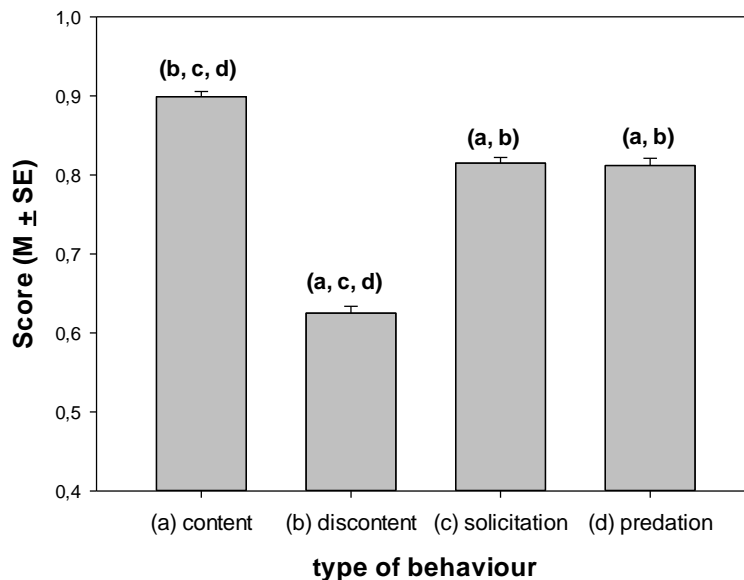 1,0
(b, c, d)
0,9
(a, b)
(a, b)
0,8
0,7
(a, c, d)
0,6
0,5
0,4
Score (M ± SE)
(a) content (b) discontent (c) solicitation (d) predation
type of behaviour